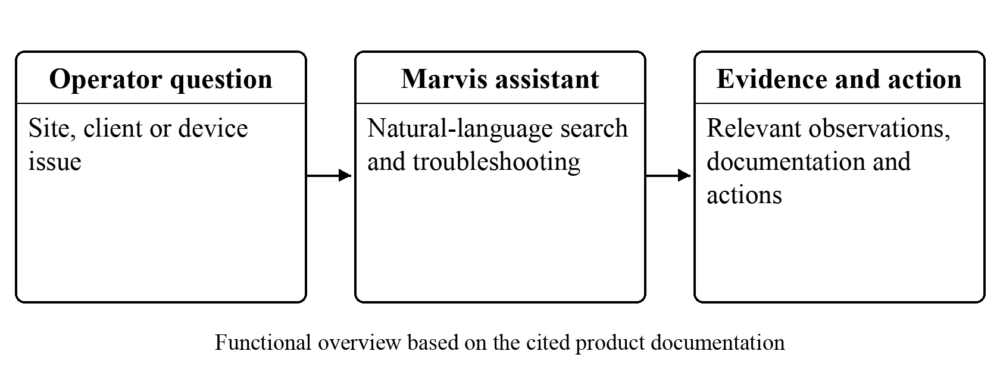 Operator question
Site, client or device
issue
Marvis assistant
Natural-language search
and troubleshooting
Evidence and action
Relevant observations,
documentation and
actions
Functional overview based on the cited product documentation